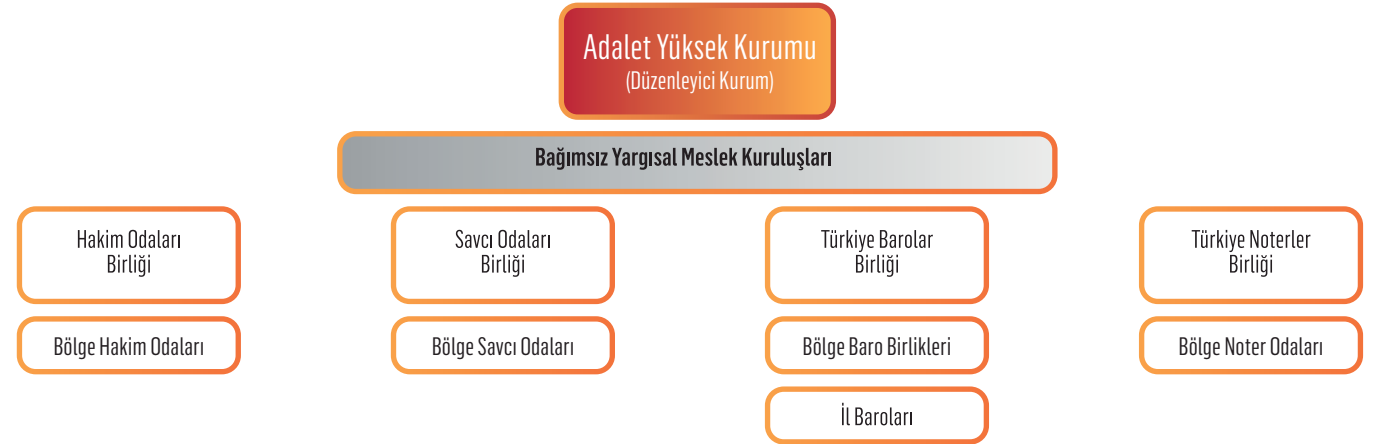 Adalet Yüksek Kurumu
(Düzenleyici Kurum)
Bağımsız Yargısal Meslek Kuruluşları
Hakim Odaları
Birliği
Savcı Odaları
Birliği
Türkiye Barolar
Birliği
Türkiye Noterler
Birliği
Bölge Hakim Odaları
Bölge Savcı Odaları
Bölge Baro Birlikleri
Bölge Noter Odaları
İl Baroları